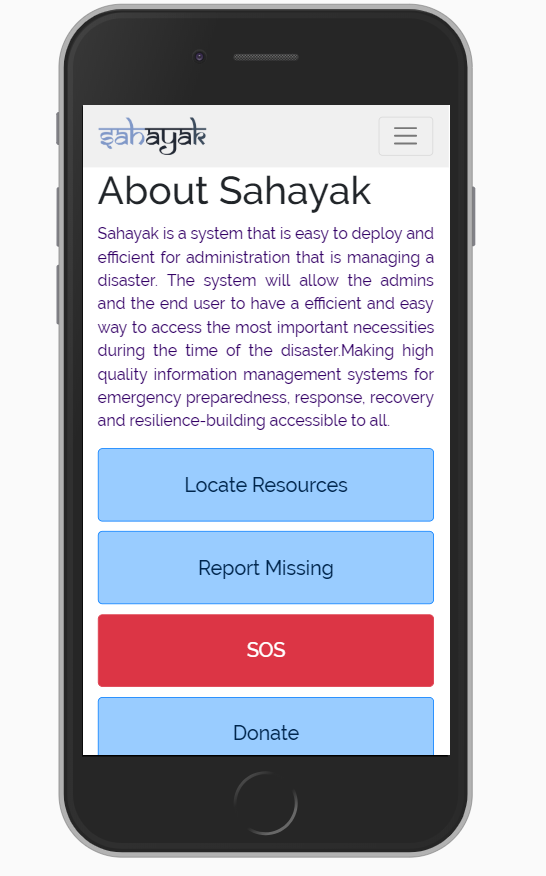 sahayak
About Sahayak
Sahayak is a system that is easy to deploy and
efficient for administration that is managing a
disaster. The system will allow the admins
and the end user to have a efficient and easy
way to access the most important necessities
during the time of the disaster.Making high
quality information management systems for
emergency preparedness, response, recovery
and resilience-building accessible to all.
Locate Resources
Report Missing
SOS
Donate